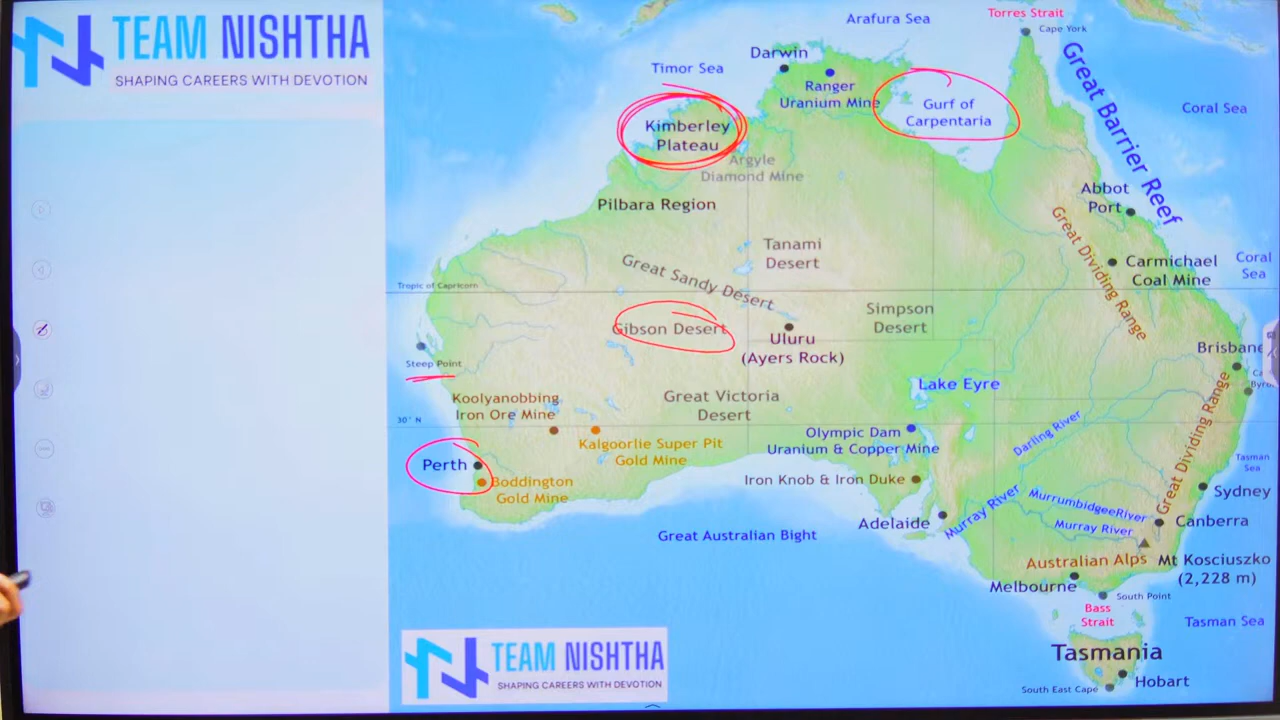 TEAM NISHTHA
SHAPING CAREERS WITH DEVOTION
Arafura Sea
Torres Strait
Cape York
Darwin
Timor Sea
Ranger
Uranium Mine
Gurf of
Carpentaria
Great Barrier Reef
Coral Sea
Kimberley
Plateau
Argyle
Diamond Mine
Pilbara Region
Abbot
Port
Great Dividing Range
Tanami
Desert
Great Sandy Desert
Carmichael
Coal Mine
Coral
Sea
Tropic of Capricorn
Gibson Desert
Simpson
Desert
Uluru
(Ayers Rock)
Steep Point
Brisbane
Lake Eyre
Koolyanobbing
Iron Ore Mine
Great Victoria
Desert
30° N
Kalgoorlie Super Pit
Gold Mine
Olympic Dam
Uranium & Copper Mine
Darling River
Great Dividing Range
Tasman
Sea
Perth
Boddington
Gold Mine
Iron Knob & Iron Duke
Sydney
Murray River
MurrumbidgeeRiver
Murray River
Canberra
Adelaide
Great Australian Bight
Australian Alps
Mt Kosciuszko
(2,228 m)
Melbourne
South Point
Bass
Strait
Tasman Sea
Tasmania
Hobart
South East Cape
TEAM NISHTHA
SHAPING CAREERS WITH DEVOTION